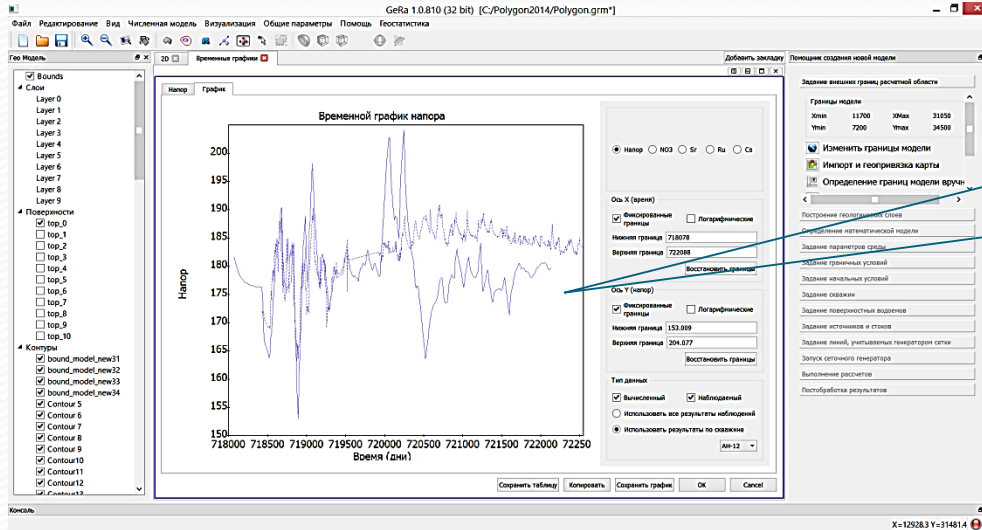 GeRa 1.0.810 (32 bit) [C:/Polygon2014/Polygon.grm*]
Файл Редактирование Вид Численная модель Визуализация Общие параметры Помощь Геостатистика
Гео Модель
Bounds
Слои
Layer 0
Layer 1
Layer 2
Layer 3
Layer 4
Layer 5
Layer 6
Layer 7
Layer 8
Layer 9
Поверхности
top_0
top_1
top_2
top_3
top_4
top_5
top_6
top_7
top_8
top_9
top_10
Контуры
bound_model_new31
bound_model_new32
bound_model_new33
bound_model_new34
Contour 5
Contour 6
Contour 7
Contour 8
Contour 9
Contour10
Contour11
Contour12
Contour13
2D Временные графики Добавить закладку
Напор График
Временной график напора
Напор
200
195
190
185
180
175
170
165
160
155
150
718000 718500 719000 719500 720000 720500 721000 721500 722000 72250
Время (дни)
Напор NO3 Sr Ru Cs
Ось X (время)
Фиксированные границы Логарифмические
Нижняя граница 718078
Верхняя граница 722088
Восстановить границы
Ось Y (напор)
Фиксированные границы Логарифмические
Нижняя граница 153.009
Верхняя граница 204.077
Восстановить границы
Тип данных
Вычисленный Наблюдаемый
Использовать все результаты наблюдений
Использовать результаты по скважине
АН-12
Сохранить таблицу Копировать Сохранить график OK Cancel
Помощник создания новой модели
Задание внешних границ расчетной области
Границы модели
Xmin 11700 XMax 31050
Ymin 7200 Ymax 34500
Изменить границы модели
Импорт и геопривязка карты
Определение границ модели вручн
Построение геологических слоев
Определение математической модели
Задание параметров среды
Задание граничных условий
Задание начальных условий
Задание скважин
Задание поверхностных водоемов
Задание источников и стоков
Задание линий, учитываемых генератором сетки
Запуск сеточного генератора
Выполнение рассчетов
Постобработка результатов
Консоль
X=12928.3 Y=31481.4